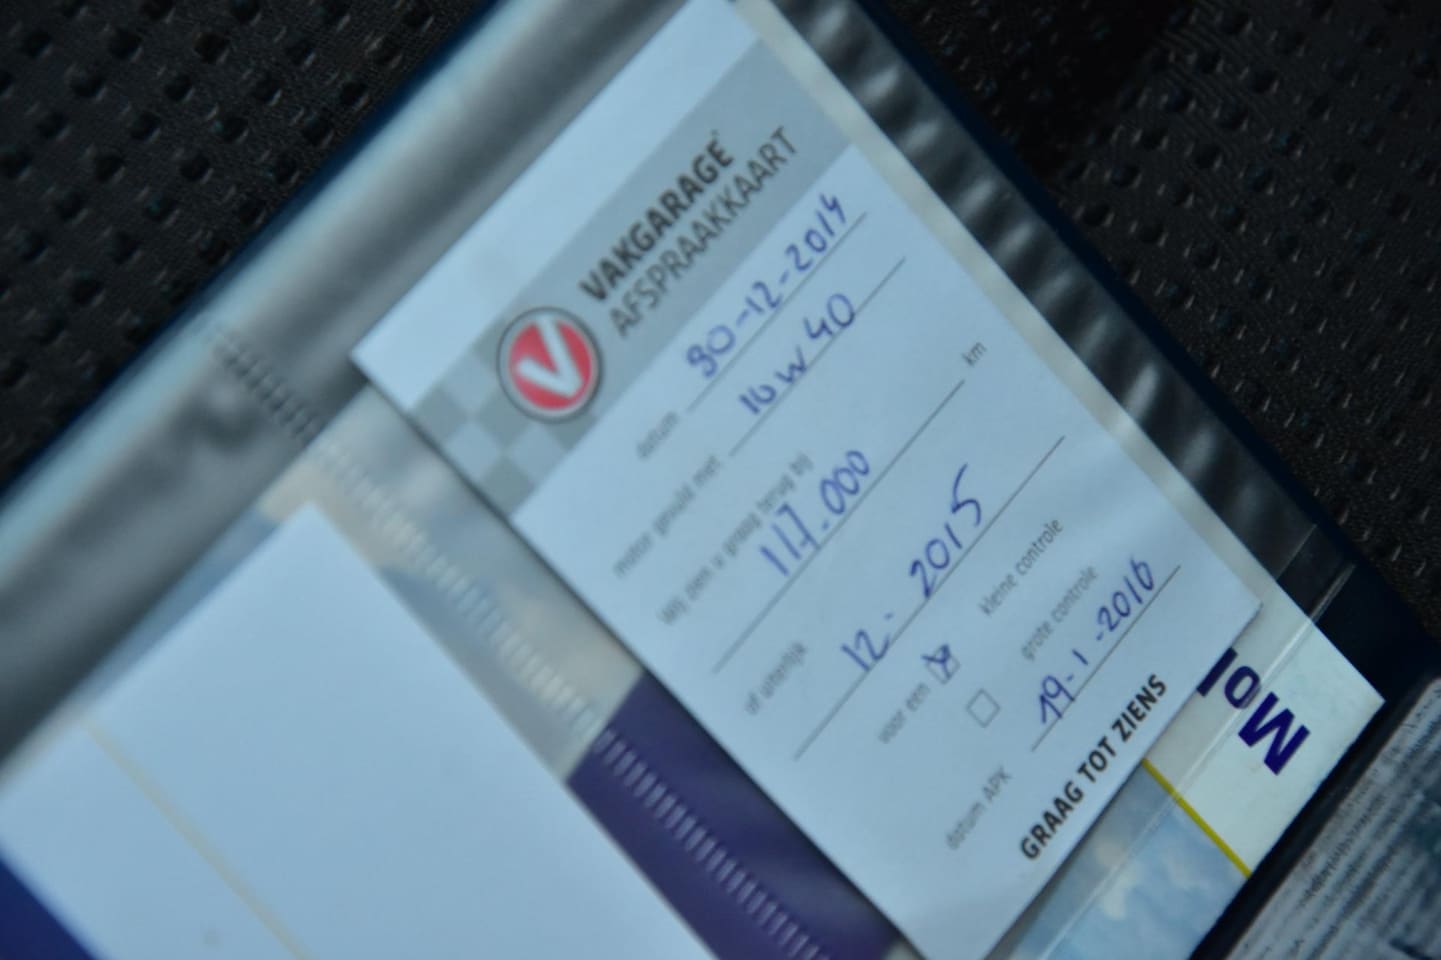 V
VAKGARAGE
AFSPRAAKKAART
datum 30-12-2014
motor gevuld met 10W40
Wij zien u graag terug bij
117.000 km
of uiterlijk
12-2015
voor een kleine controle
grote controle
datum APK 19-1-2016
GRAAG TOT ZIENS
Mo